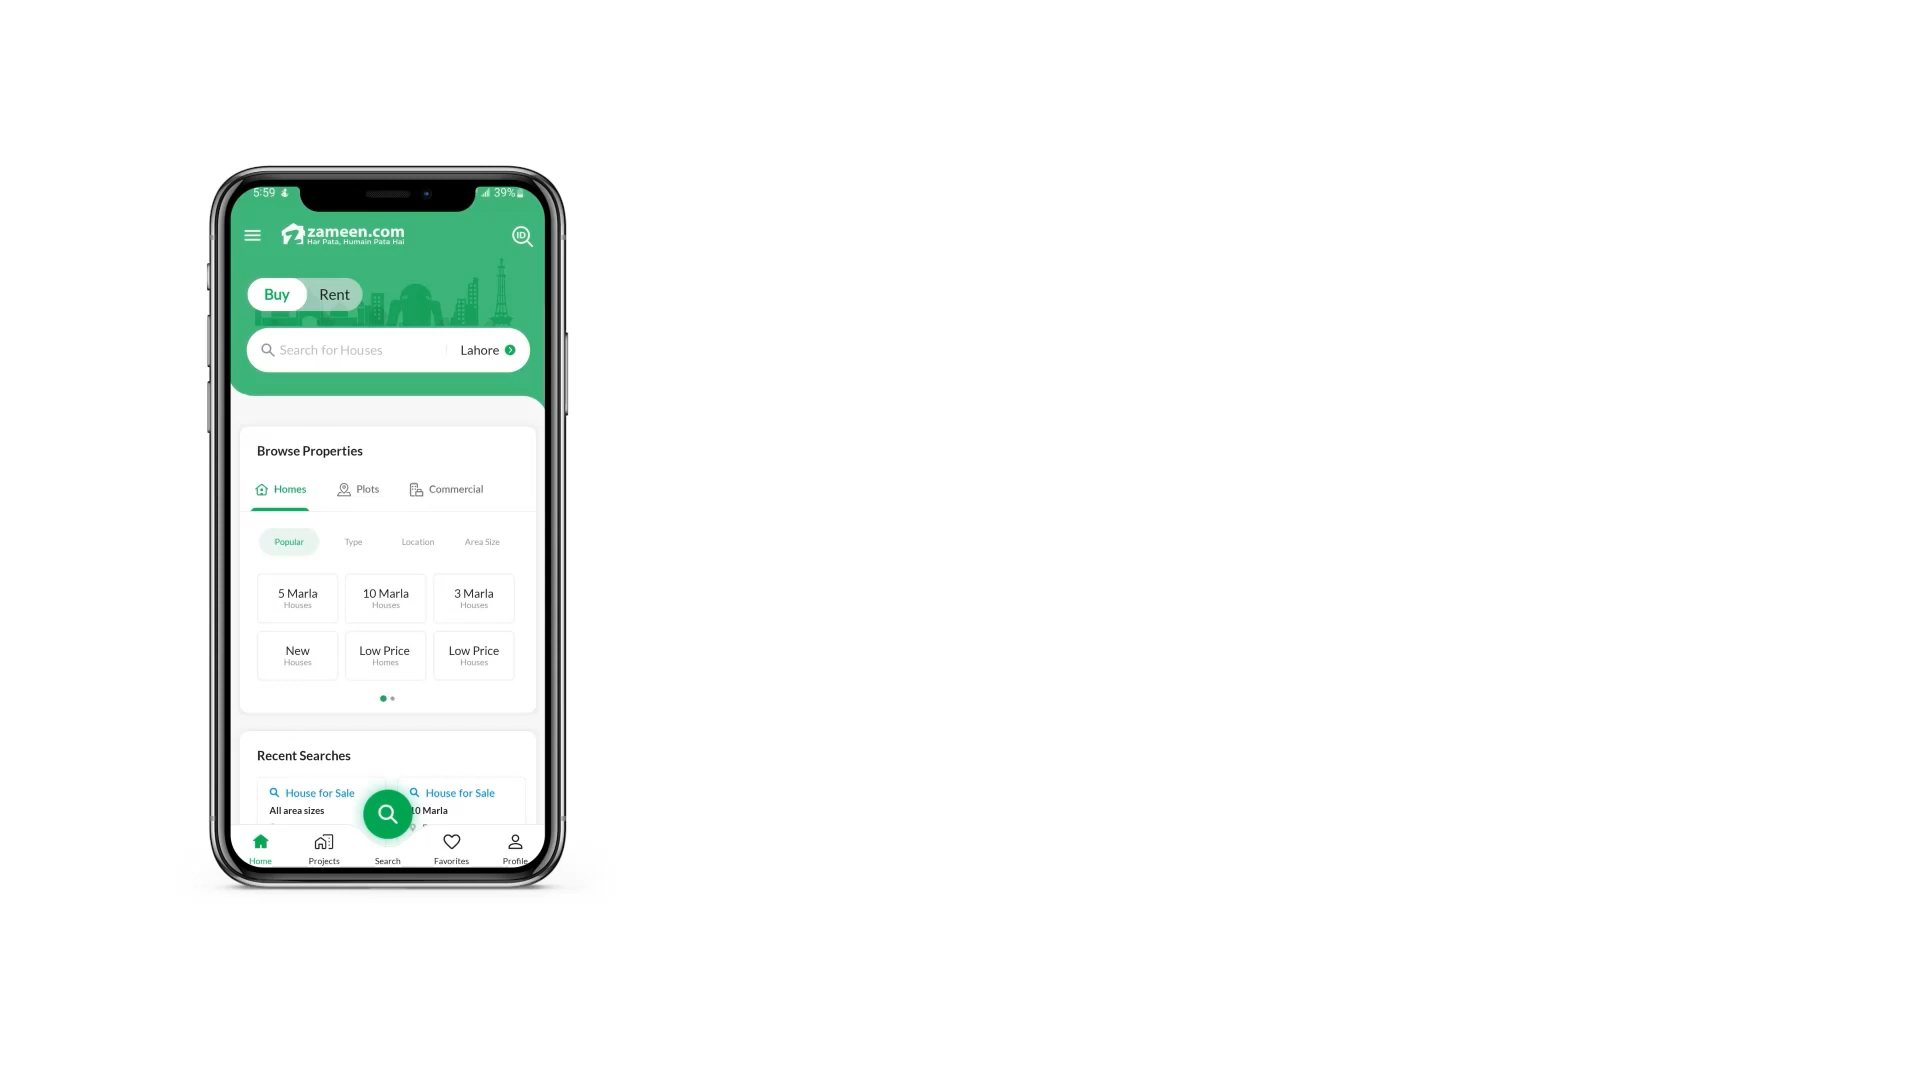 5:59
39%
zameen.com
Har Pata, Humain Pata Hai
ID
Buy Rent
Search for Houses Lahore
Browse Properties
Homes Plots Commercial
Popular Type Location Area Size
5 Marla 10 Marla 3 Marla
Houses Houses Houses
New Low Price Low Price
Houses Homes Houses
Recent Searches
House for Sale House for Sale
All area sizes 10 Marla
Home Projects Search Favorites Profile